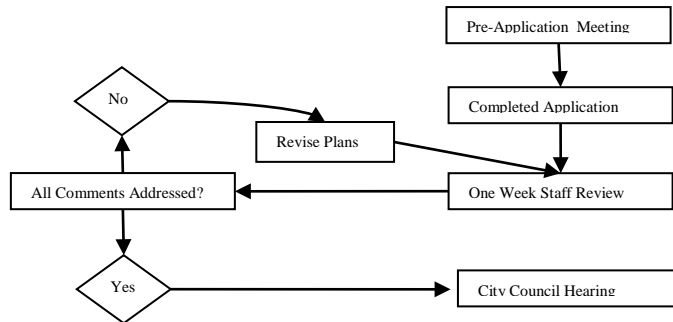 Pre-Application Meeting
No
Completed Application
Revise Plans
All Comments Addressed?
One Week Staff Review
Yes
City Council Hearing